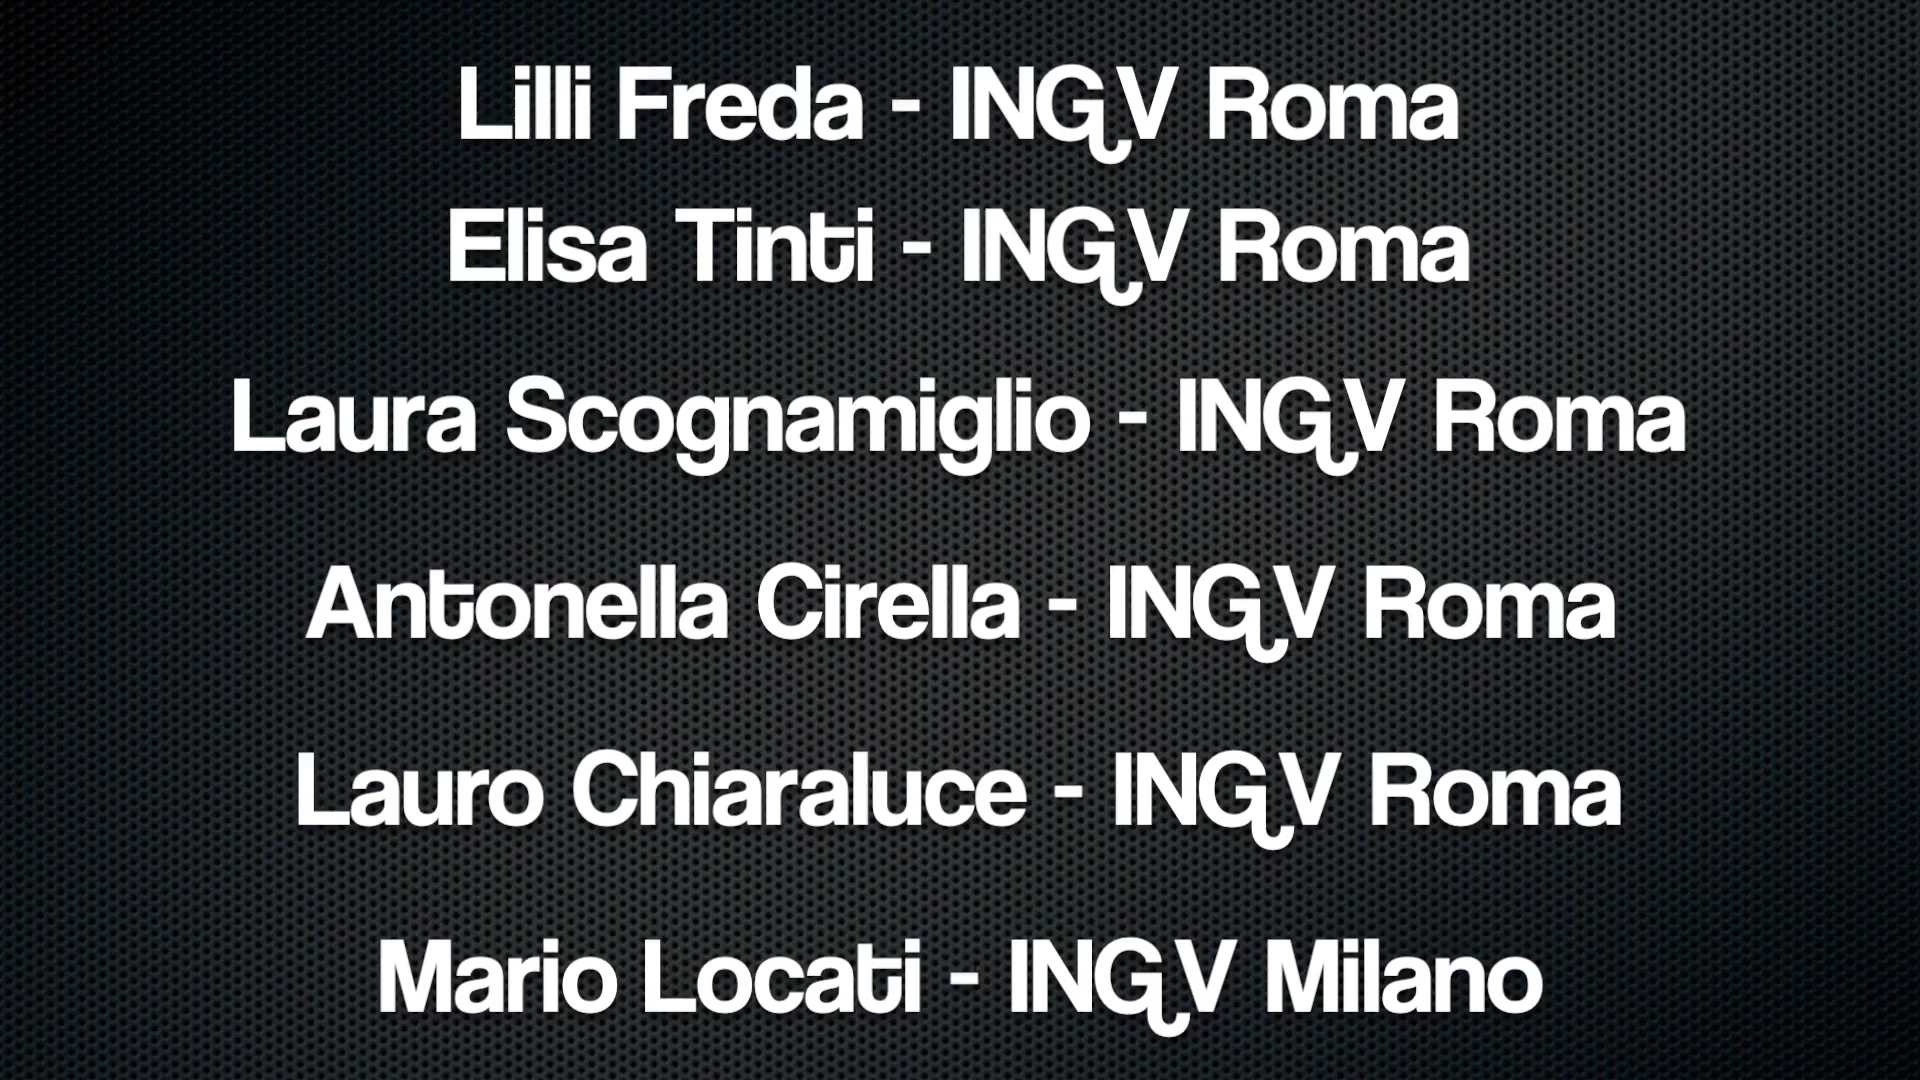 Lilli Freda - INGV Roma
Elisa Tinti - INGV Roma
Laura Scognamiglio - INGV Roma
Antonella Cirella - INGV Roma
Lauro Chiaraluce - INGV Roma
Mario Locati - INGV Milano